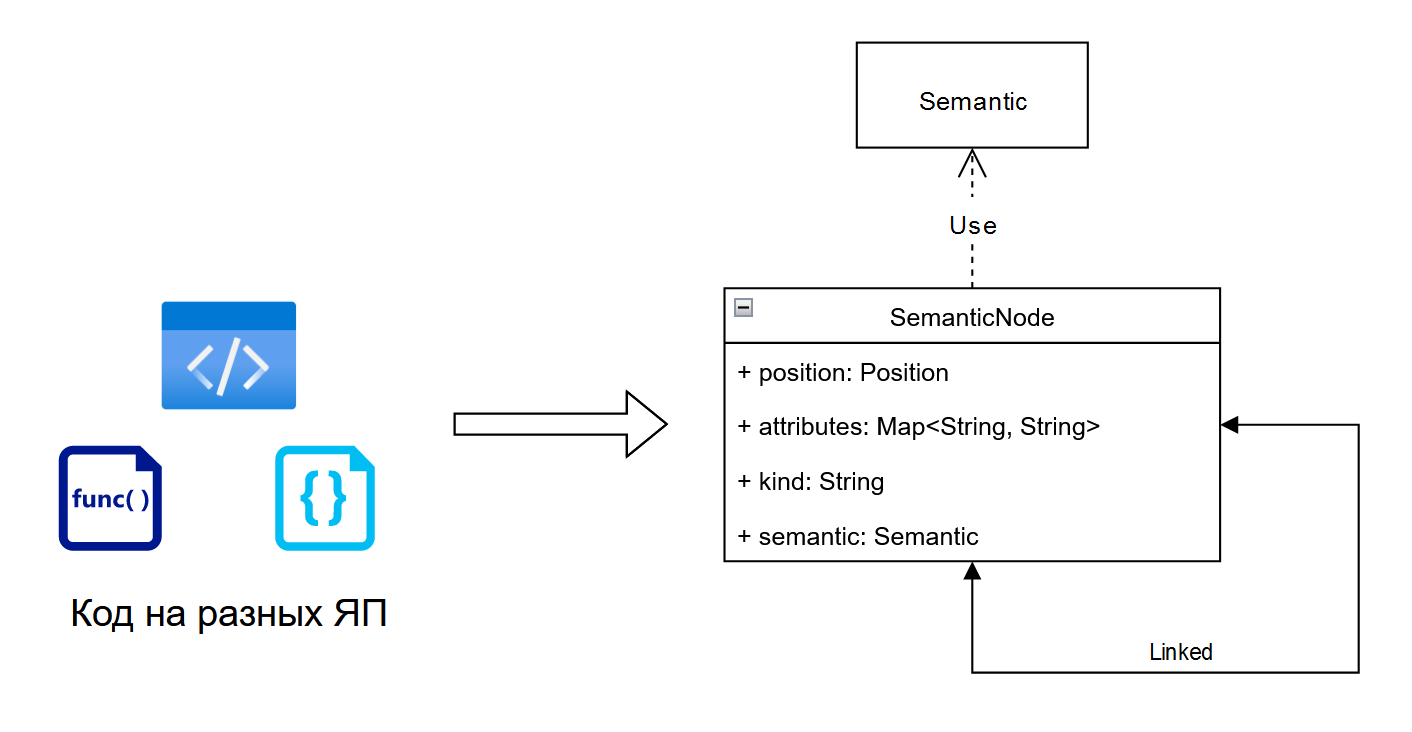 Semantic
Use
SemanticNode
+ position: Position
+ attributes: Map<String, String>
+ kind: String
+ semantic: Semantic
Linked
</>
func( )
{}
Код на разных ЯП